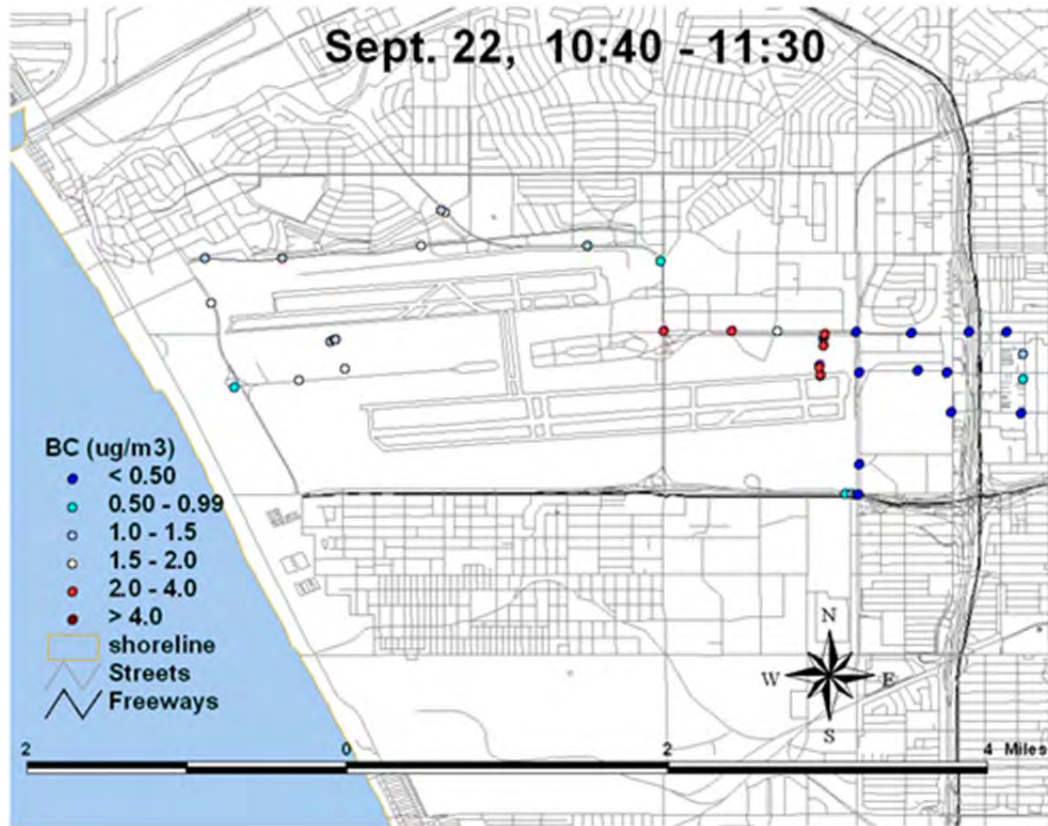 Sept. 22, 10:40 - 11:30
BC (ug/m3)
< 0.50
0.50 - 0.99
1.0 - 1.5
1.5 - 2.0
2.0 - 4.0
> 4.0
shoreline
Streets
Freeways
N
W E
S
2 0 2 4 Miles